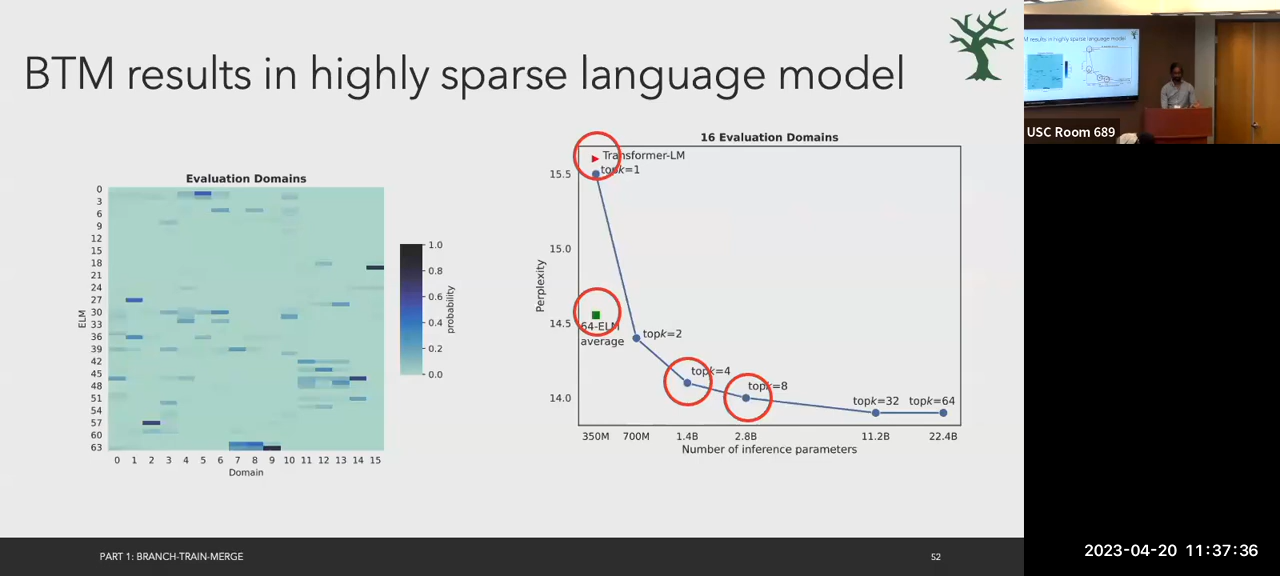 BTM results in highly sparse language model
Evaluation Domains
0
3
6
9
12
15
18
21
24
27
30
33
36
39
42
45
48
51
54
57
60
63
ELM
0 1 2 3 4 5 6 7 8 9 10 11 12 13 14 15
Domain
1.0
0.8
0.6
0.4
0.2
0.0
probability
16 Evaluation Domains
Transformer-LM
topk=1
15.5
15.0
14.5
14.0
Perplexity
64-ELM
average
topk=2
topk=4
topk=8
topk=32 topk=64
350M 700M 1.4B 2.8B 11.2B 22.4B
Number of inference parameters
PART 1: BRANCH-TRAIN-MERGE
52
results in highly sparse language model
USC Room 689
2023-04-20 11:37:36